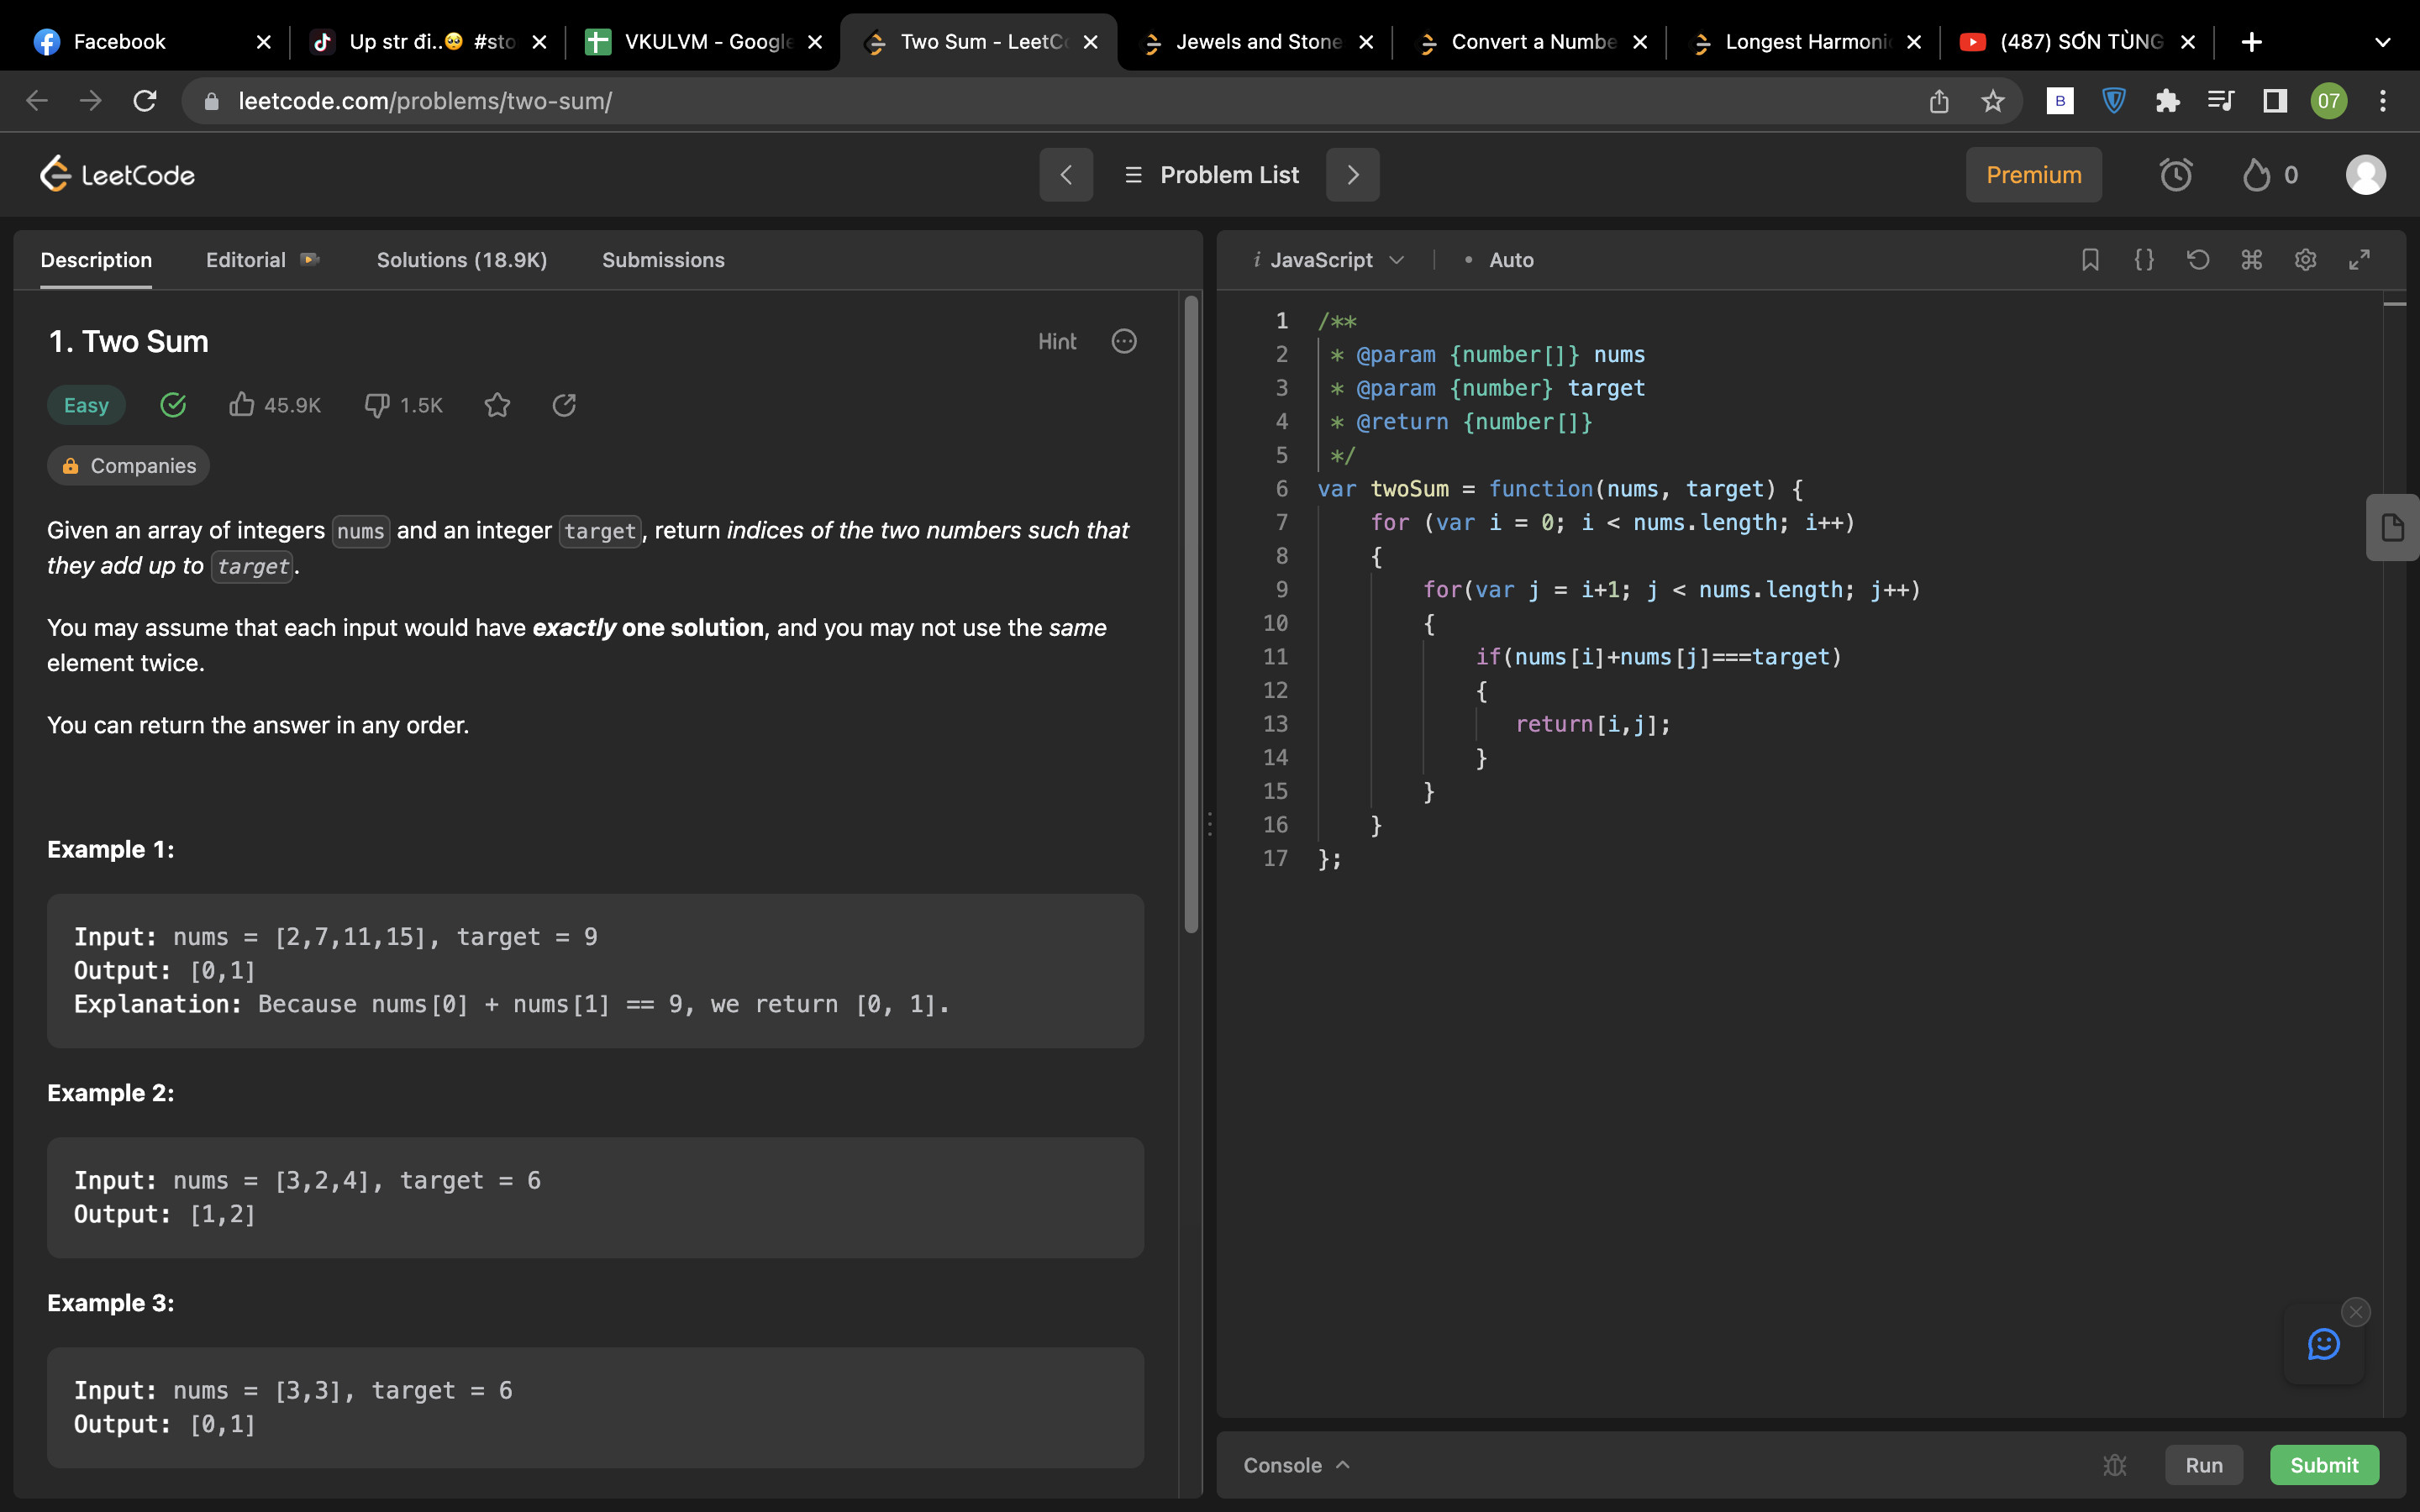 Facebook
Up str đi..🥺 #sto
VKULVM - Google
Two Sum - LeetCo
Jewels and Stone
Convert a Numbe
Longest Harmonic
(487) SƠN TÙNG
leetcode.com/problems/two-sum/
B
07
LeetCode
Problem List
Premium
0
Description
Editorial
Solutions (18.9K)
Submissions
1. Two Sum
Hint
Easy
45.9K
1.5K
Companies
Given an array of integers nums and an integer target, return indices of the two numbers such that
they add up to target.
You may assume that each input would have exactly one solution, and you may not use the same
element twice.
You can return the answer in any order.
Example 1:
Input: nums = [2,7,11,15], target = 9
Output: [0,1]
Explanation: Because nums[0] + nums[1] == 9, we return [0, 1].
Example 2:
Input: nums = [3,2,4], target = 6
Output: [1,2]
Example 3:
Input: nums = [3,3], target = 6
Output: [0,1]
i JavaScript
• Auto
1 /**
2 * @param {number[]} nums
3 * @param {number} target
4 * @return {number[]}
5 */
6 var twoSum = function(nums, target) {
7 for (var i = 0; i < nums.length; i++)
8 {
9 for(var j = i+1; j < nums.length; j++)
10 {
11 if(nums[i]+nums[j]===target)
12 {
13 return[i,j];
14 }
15 }
16 }
17 };
Console
Run
Submit